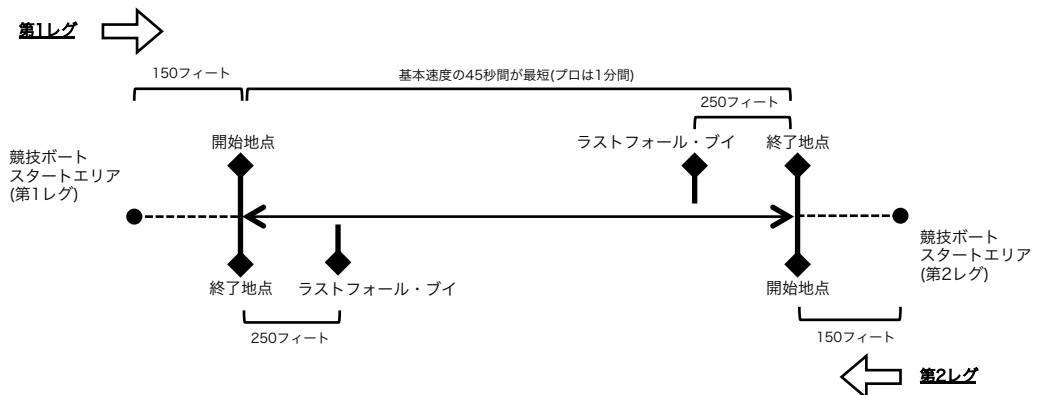 第1レグ
150フィート
基本速度の45秒間が最短(プロは1分間)
250フィート
開始地点
ラストフォール・ブイ
終了地点
競技ボート
スタートエリア
(第1レグ)
競技ボート
スタートエリア
(第2レグ)
終了地点
ラストフォール・ブイ
開始地点
250フィート
150フィート
第2レグ